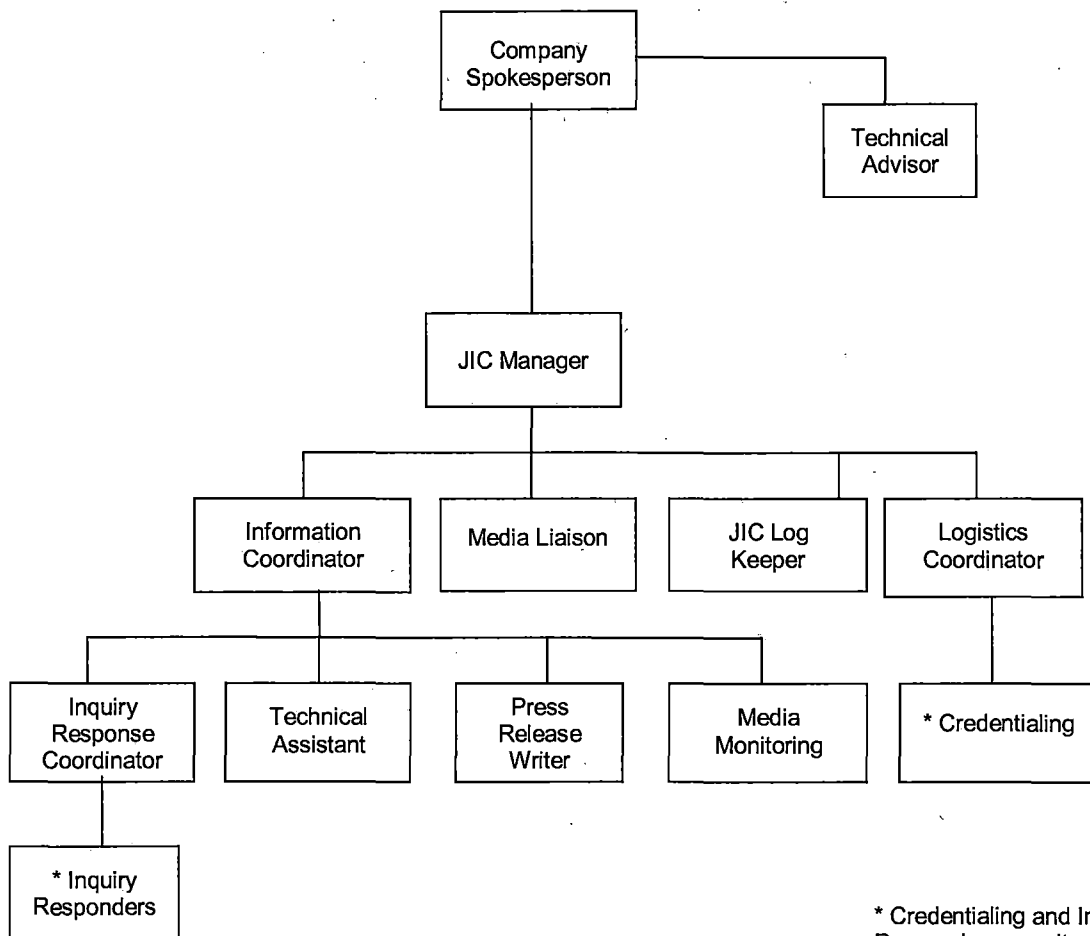 Company
Spokesperson
Technical
Advisor
JIC Manager
Information
Coordinator
Media Liaison
JIC Log
Keeper
Logistics
Coordinator
Inquiry
Response
Coordinator
Technical
Assistant
Press
Release
Writer
Media
Monitoring
* Credentialing
* Inquiry
Responders
* Credentialing and